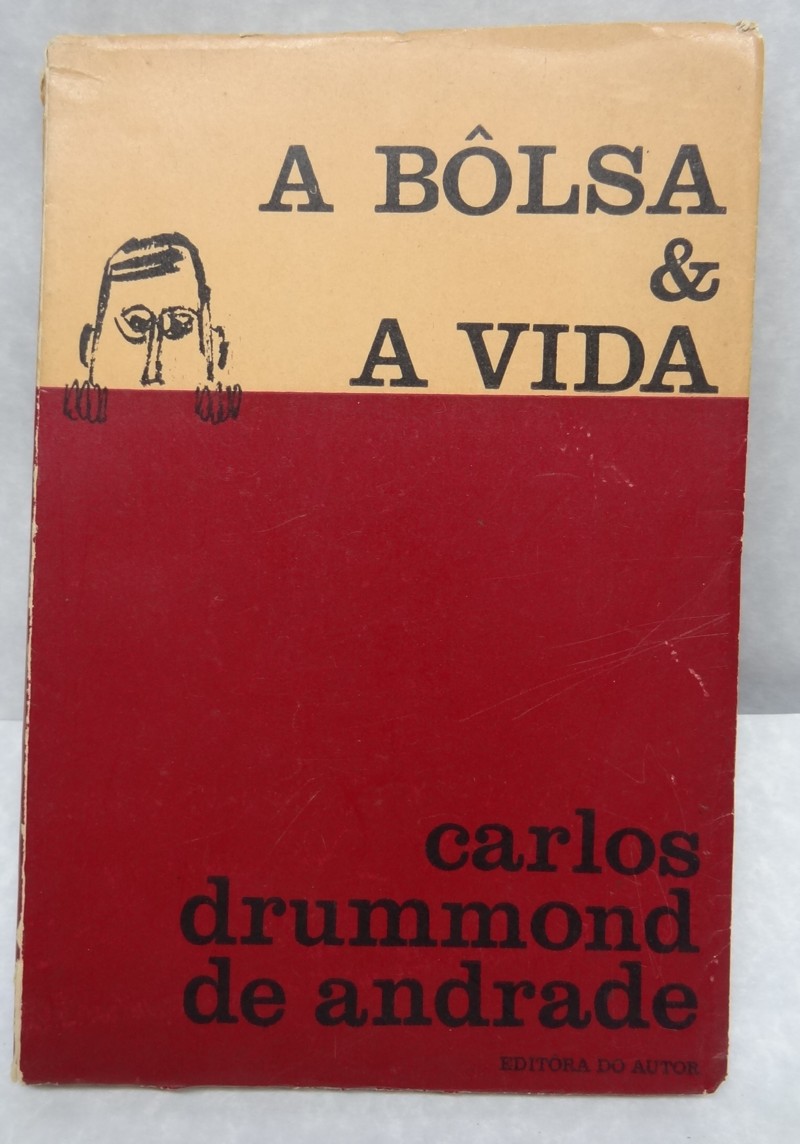 A BÔLSA
&
A VIDA
carlos
drummond
de andrade
EDITÔRA DO AUTOR